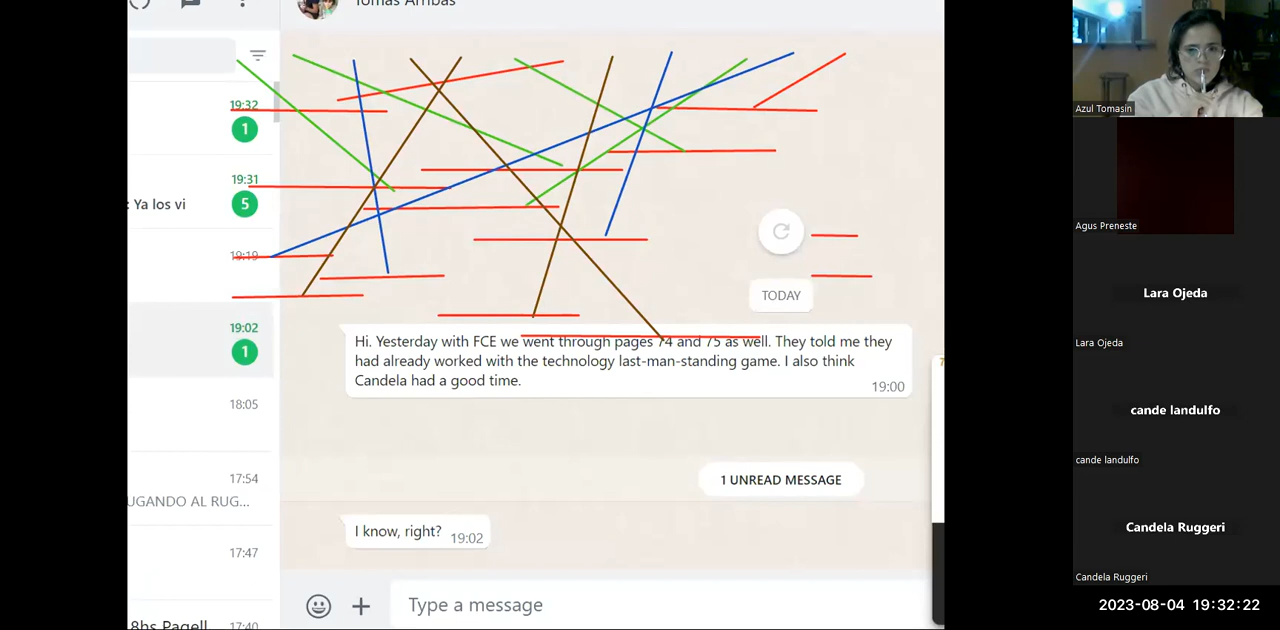 Tomás Arribas
19:32
1
19:31
: Ya los vi
5
19:19
TODAY
19:02
1
Hi. Yesterday with FCE we went through pages 74 and 75 as well. They told me they
had already worked with the technology last-man-standing game. I also think
Candela had a good time.
19:00
18:05
1 UNREAD MESSAGE
17:54
UGANDO AL RUG...
I know, right?
19:02
17:47
Type a message
8hs Pagell
17:40
Azul Tomasín
Agus Preneste
Lara Ojeda
Lara Ojeda
cande landulfo
cande landulfo
Candela Ruggeri
Candela Ruggeri
2023-08-04 19:32:22